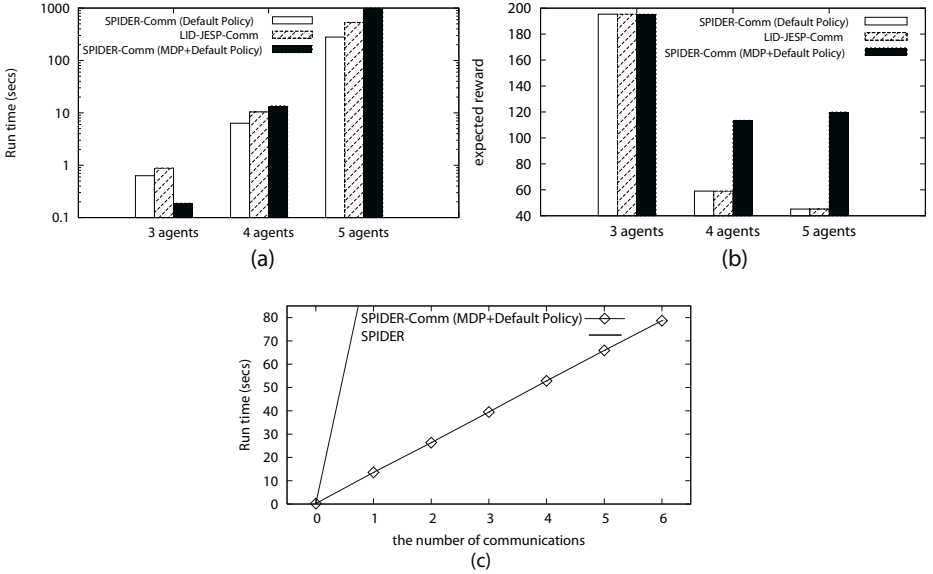 1000
100
10
1
0.1
Run time (secs)
SPIDER-Comm (Default Policy)
LID-JESP-Comm
SPIDER-Comm (MDP+Default Policy)
3 agents 4 agents 5 agents
(a)
200
180
160
140
120
100
80
60
40
expected reward
SPIDER-Comm (Default Policy)
LID-JESP-Comm
SPIDER-Comm (MDP+Default Policy)
3 agents 4 agents 5 agents
(b)
80
70
60
50
40
30
20
10
0
Run time (secs)
SPIDER-Comm (MDP+Default Policy)
SPIDER
0 1 2 3 4 5 6
the number of communications
(c)